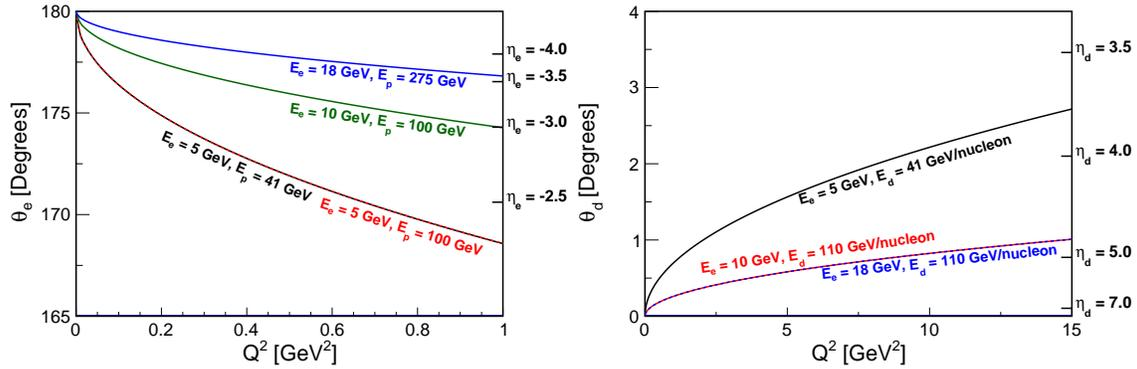 θe [Degrees]
180
175
170
165
0
0.2
0.4
0.6
0.8
1
Q² [GeV²]
Ee = 18 GeV, Ep = 275 GeV
Ee = 10 GeV, Ep = 100 GeV
Ee = 5 GeV, Ep = 41 GeV
Ee = 5 GeV, Ep = 100 GeV
ηe = -4.0
ηe = -3.5
ηe = -3.0
ηe = -2.5
θd [Degrees]
4
3
2
1
0
0
5
10
15
Q² [GeV²]
Ee = 5 GeV, Ed = 41 GeV/nucleon
Ee = 10 GeV, Ed = 110 GeV/nucleon
Ee = 18 GeV, Ed = 110 GeV/nucleon
ηd = 3.5
ηd = 4.0
ηd = 5.0
ηd = 7.0